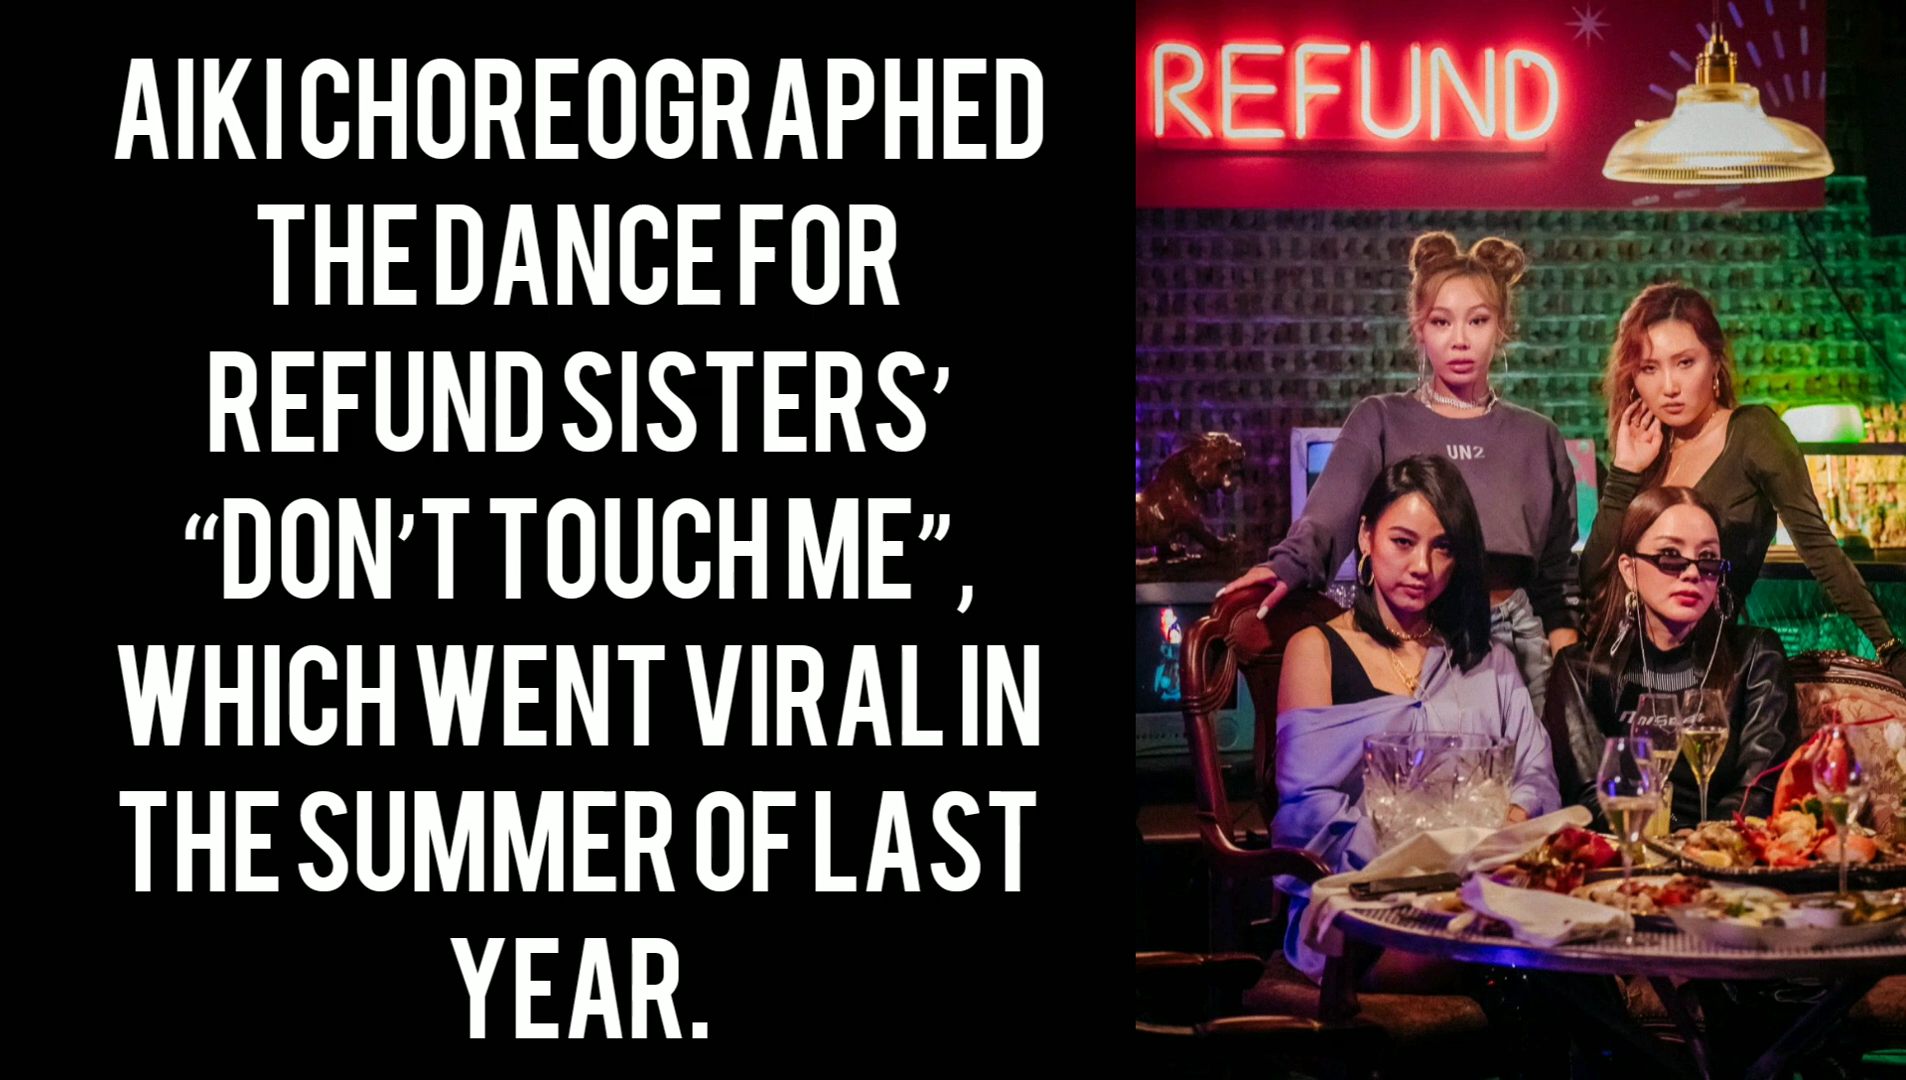 AIKI CHOREOGRAPHED
THE DANCE FOR
REFUND SISTERS’
“DON’T TOUCH ME”,
WHICH WENT VIRAL IN
THE SUMMER OF LAST
YEAR.
REFUND
UN2